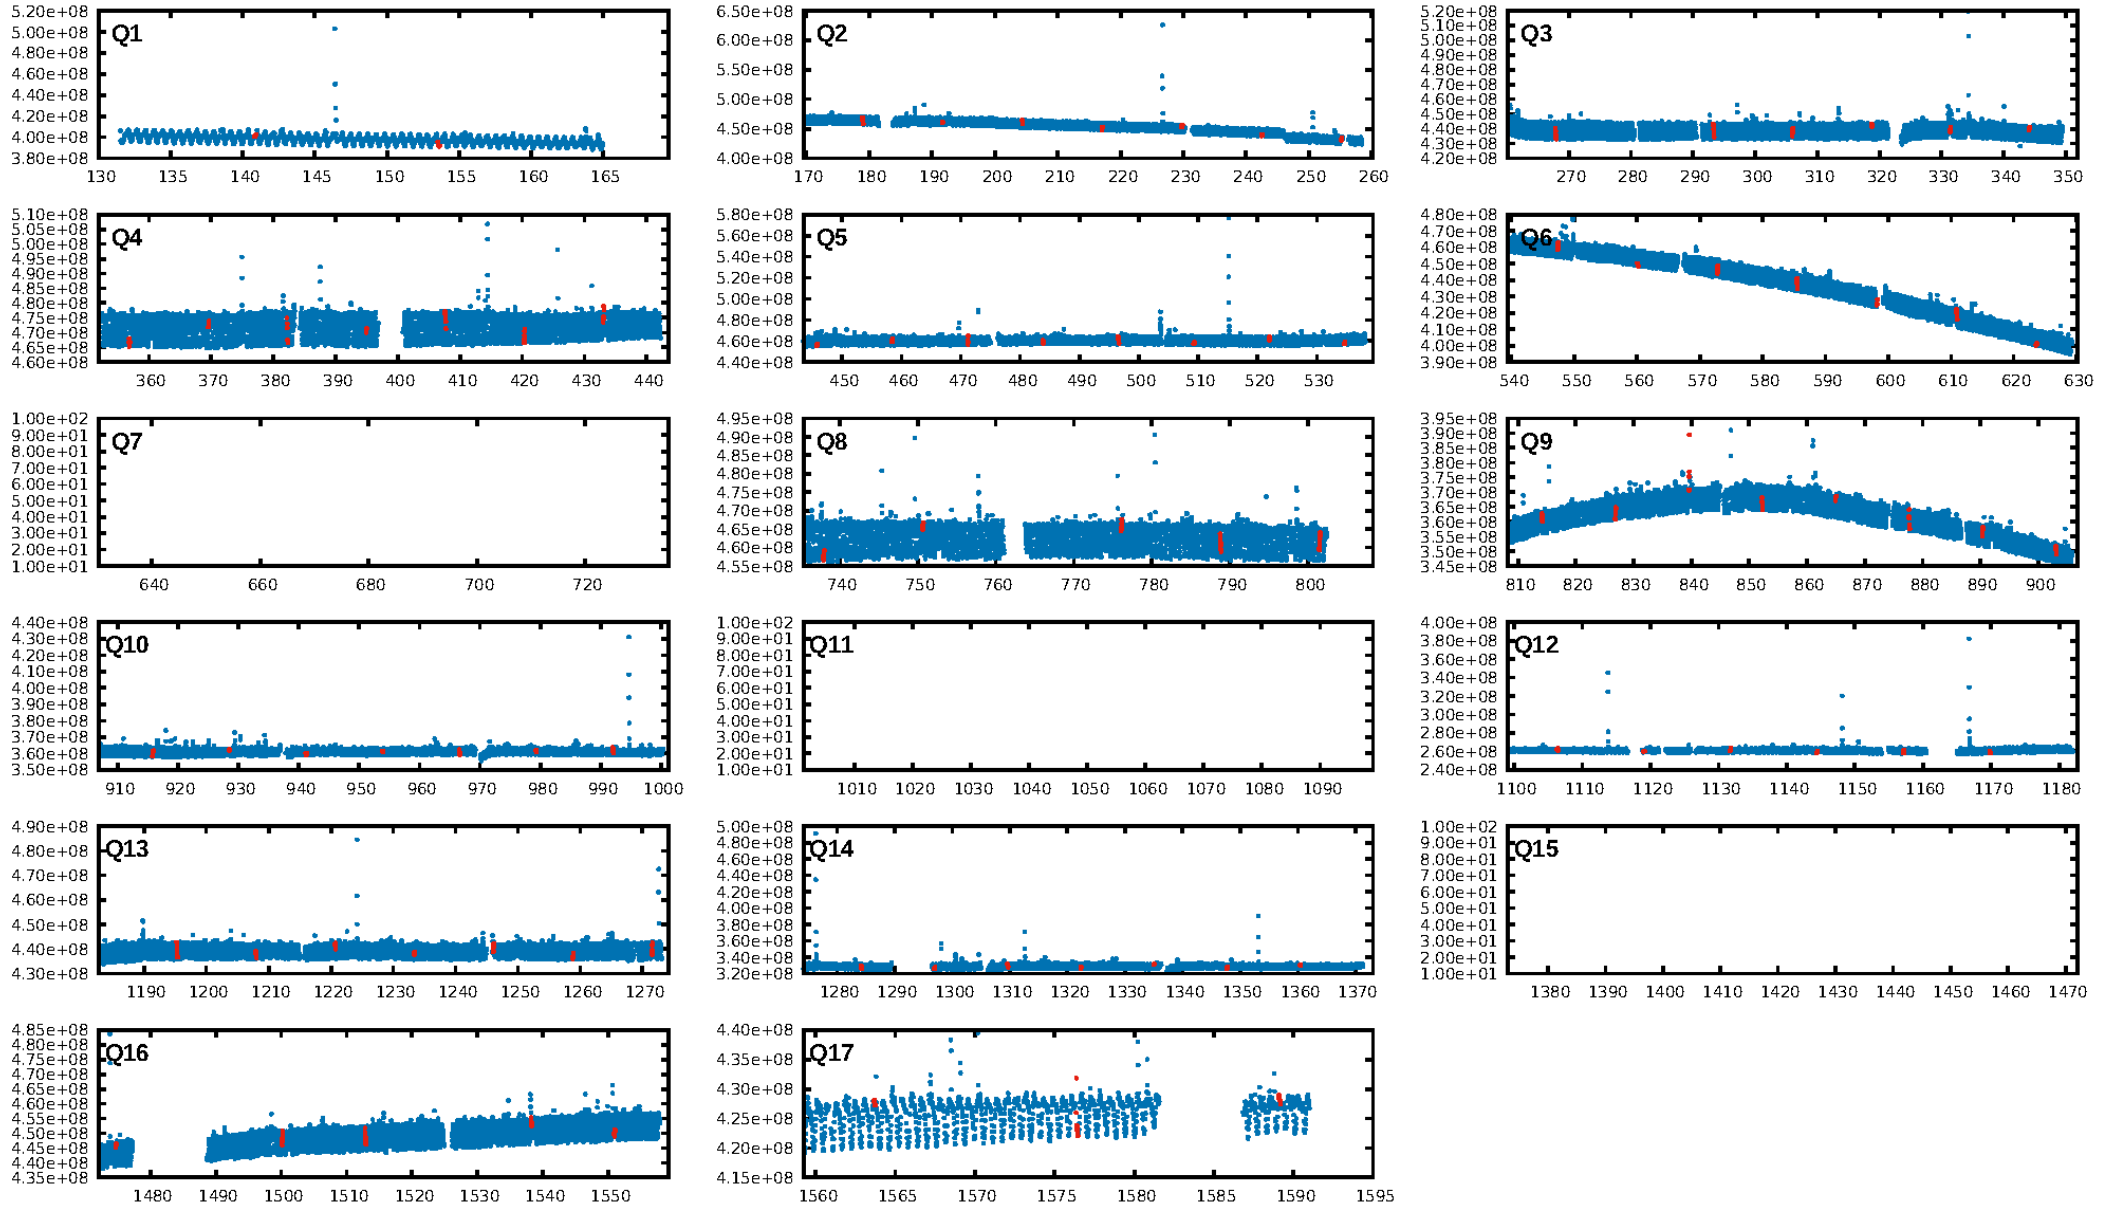 5.20e+08 5.00e+08 4.80e+08 4.60e+08 4.40e+08 4.20e+08 4.00e+08 3.80e+08
Q1
130 135 140 145 150 155 160 165
6.50e+08 6.00e+08 5.50e+08 5.00e+08 4.50e+08 4.00e+08
Q2
170 180 190 200 210 220 230 240 250 260
5.20e+08 5.10e+08 5.00e+08 4.90e+08 4.80e+08 4.70e+08 4.60e+08 4.50e+08 4.40e+08 4.30e+08 4.20e+08
Q3
270 280 290 300 310 320 330 340 350
5.10e+08 5.05e+08 5.00e+08 4.95e+08 4.90e+08 4.85e+08 4.80e+08 4.75e+08 4.70e+08 4.65e+08 4.60e+08
Q4
360 370 380 390 400 410 420 430 440
5.80e+08 5.60e+08 5.40e+08 5.20e+08 5.00e+08 4.80e+08 4.60e+08 4.40e+08
Q5
450 460 470 480 490 500 510 520 530
4.80e+08 4.70e+08 4.60e+08 4.50e+08 4.40e+08 4.30e+08 4.20e+08 4.10e+08 4.00e+08 3.90e+08
Q6
540 550 560 570 580 590 600 610 620 630
1.00e+02 9.00e+01 8.00e+01 7.00e+01 6.00e+01 5.00e+01 4.00e+01 3.00e+01 2.00e+01 1.00e+01
Q7
640 660 680 700 720
4.95e+08 4.90e+08 4.85e+08 4.80e+08 4.75e+08 4.70e+08 4.65e+08 4.60e+08 4.55e+08
Q8
740 750 760 770 780 790 800
3.95e+08 3.90e+08 3.85e+08 3.80e+08 3.75e+08 3.70e+08 3.65e+08 3.60e+08 3.55e+08 3.50e+08 3.45e+08
Q9
810 820 830 840 850 860 870 880 890 900
4.40e+08 4.30e+08 4.20e+08 4.10e+08 4.00e+08 3.90e+08 3.80e+08 3.70e+08 3.60e+08 3.50e+08
Q10
910 920 930 940 950 960 970 980 990 1000
1.00e+02 9.00e+01 8.00e+01 7.00e+01 6.00e+01 5.00e+01 4.00e+01 3.00e+01 2.00e+01 1.00e+01
Q11
1010 1020 1030 1040 1050 1060 1070 1080 1090
4.00e+08 3.80e+08 3.60e+08 3.40e+08 3.20e+08 3.00e+08 2.80e+08 2.60e+08 2.40e+08
Q12
1100 1110 1120 1130 1140 1150 1160 1170 1180
4.90e+08 4.80e+08 4.70e+08 4.60e+08 4.50e+08 4.40e+08 4.30e+08
Q13
1190 1200 1210 1220 1230 1240 1250 1260 1270
5.00e+08 4.80e+08 4.60e+08 4.40e+08 4.20e+08 4.00e+08 3.80e+08 3.60e+08 3.40e+08 3.20e+08
Q14
1280 1290 1300 1310 1320 1330 1340 1350 1360 1370
1.00e+02 9.00e+01 8.00e+01 7.00e+01 6.00e+01 5.00e+01 4.00e+01 3.00e+01 2.00e+01 1.00e+01
Q15
1380 1390 1400 1410 1420 1430 1440 1450 1460 1470
4.85e+08 4.80e+08 4.75e+08 4.70e+08 4.65e+08 4.60e+08 4.55e+08 4.50e+08 4.45e+08 4.40e+08 4.35e+08
Q16
1480 1490 1500 1510 1520 1530 1540 1550
4.40e+08 4.35e+08 4.30e+08 4.25e+08 4.20e+08 4.15e+08
Q17
1560 1565 1570 1575 1580 1585 1590 1595